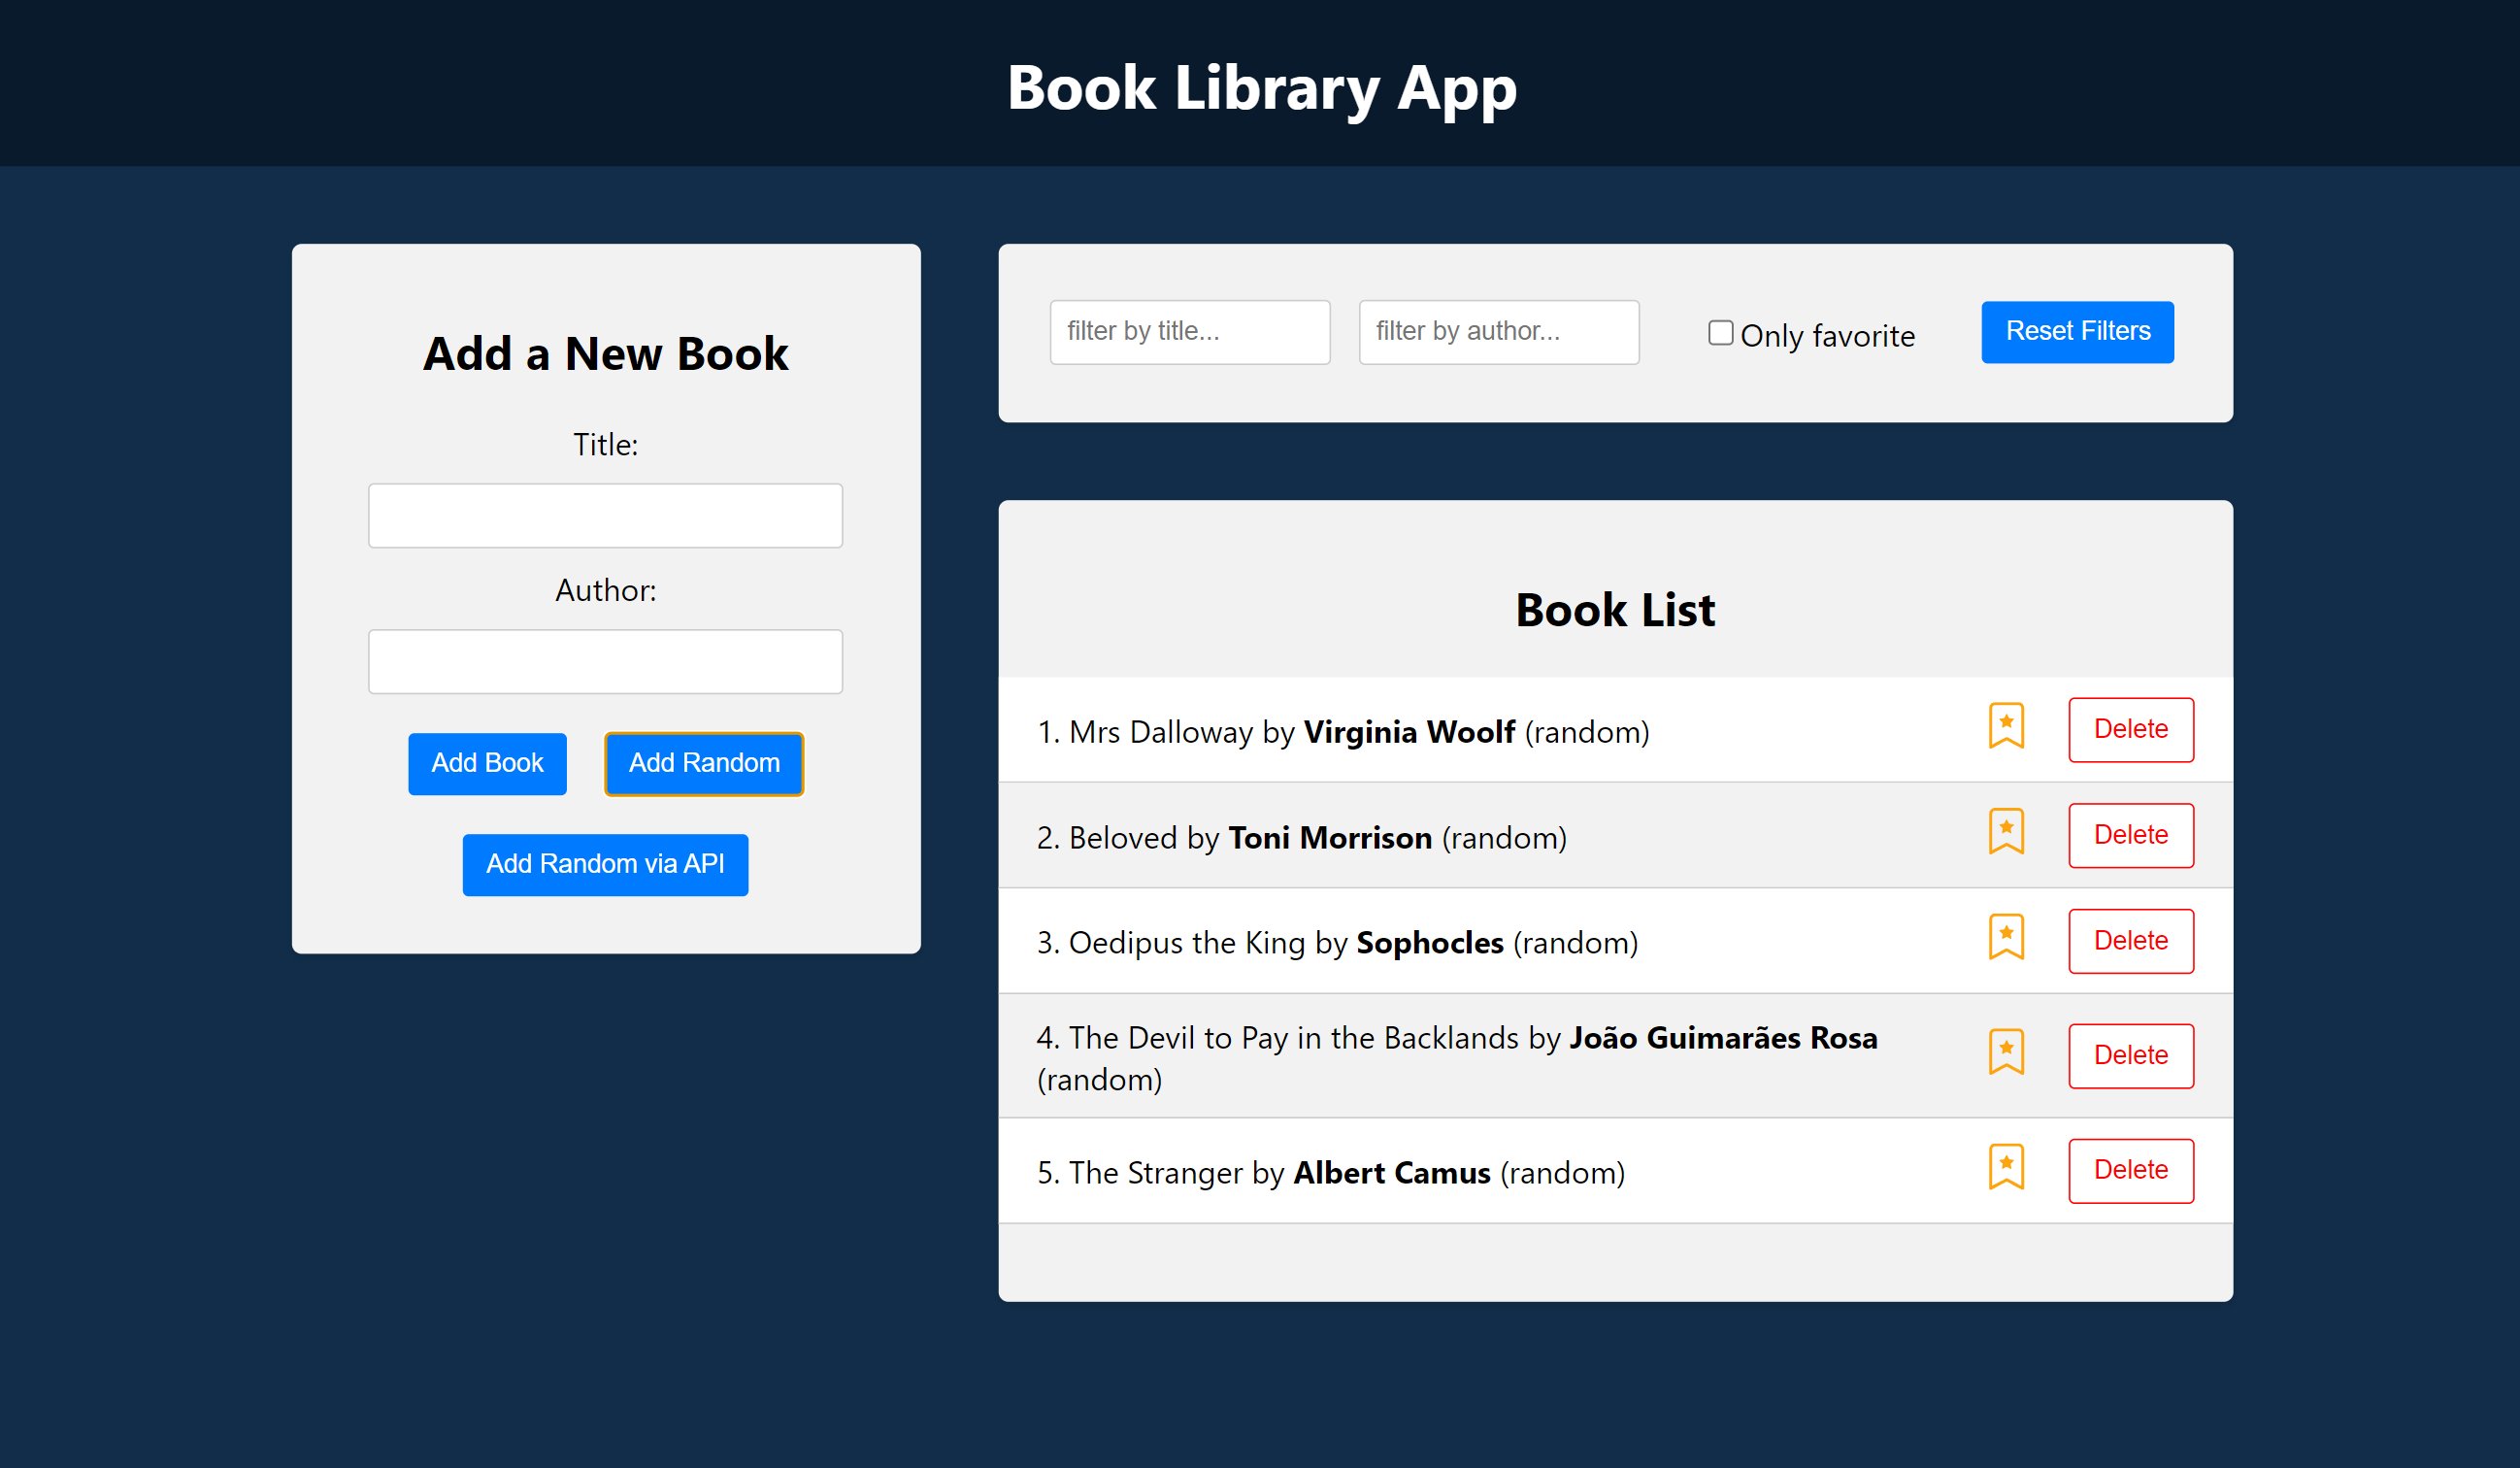 Book Library App
Add a New Book
Title:
Author:
Add Book
Add Random
Add Random via API
filter by title...
filter by author...
Only favorite
Reset Filters
Book List
1. Mrs Dalloway by Virginia Woolf (random)
Delete
2. Beloved by Toni Morrison (random)
Delete
3. Oedipus the King by Sophocles (random)
Delete
4. The Devil to Pay in the Backlands by João Guimarães Rosa
(random)
Delete
5. The Stranger by Albert Camus (random)
Delete